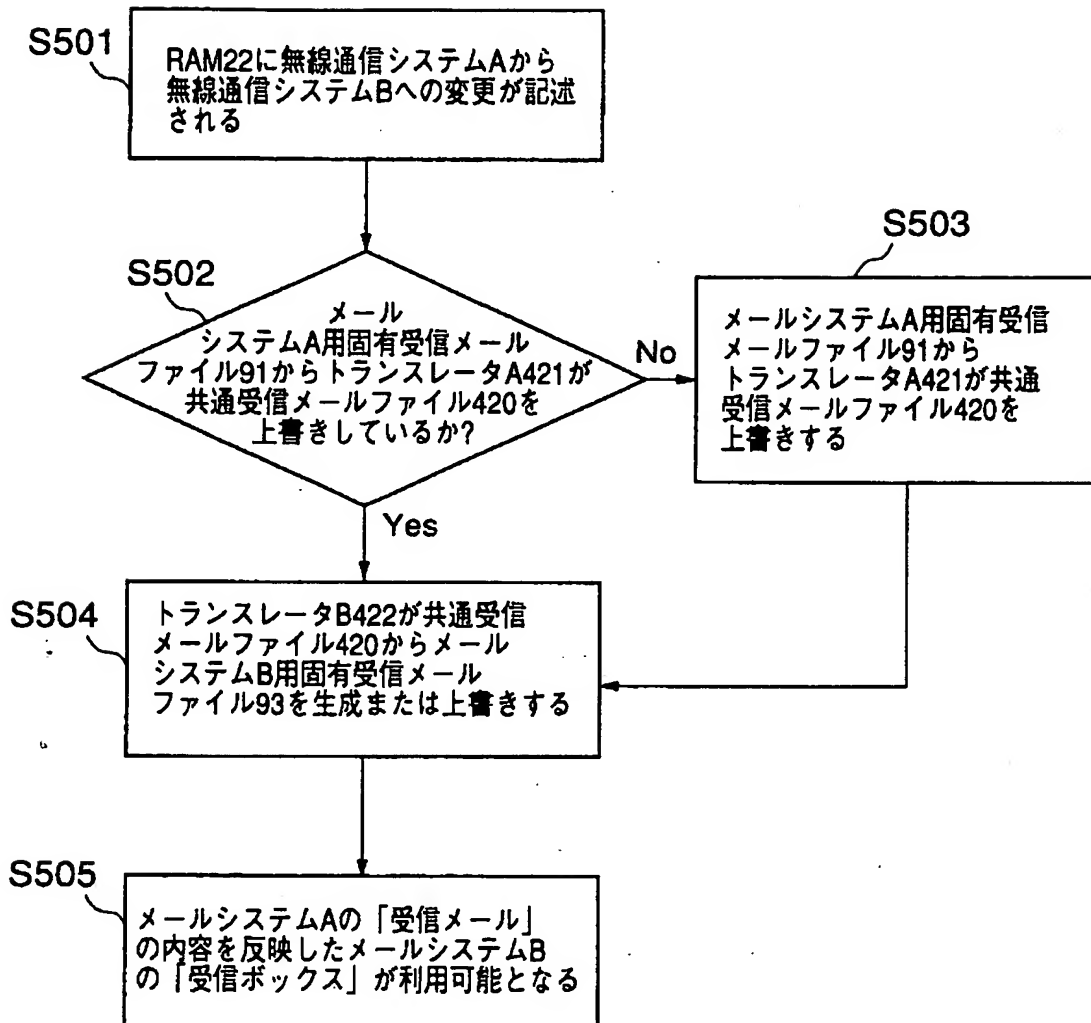 S501
RAM22に無線通信システムAから
無線通信システムBへの変更が記述
される
S502
メール
システムA用固有受信メール
ファイル91からトランスレータA421が
共通受信メールファイル420を
上書きしているか?
No
S503
メールシステムA用固有受信
メールファイル91から
トランスレータA421が共通
受信メールファイル420を
上書きする
Yes
S504
トランスレータB422が共通受信
メールファイル420からメール
システムB用固有受信メール
ファイル93を生成または上書きする
S505
メールシステムAの「受信メール」
の内容を反映したメールシステムB
の「受信ボックス」が利用可能となる